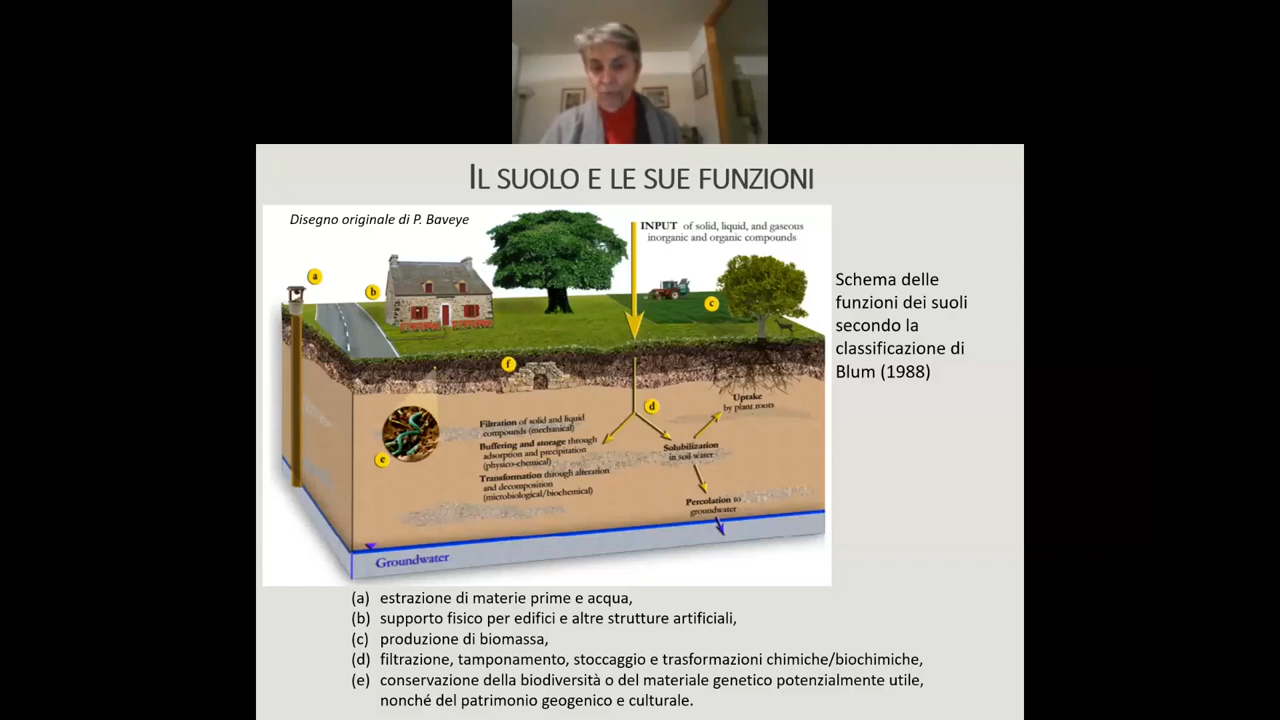 IL SUOLO E LE SUE FUNZIONI
Disegno originale di P. Baveye
INPUT of solid, liquid, and gaseous
inorganic and organic compounds
a
b
c
Schema delle
funzioni dei suoli
secondo la
classificazione di
Blum (1988)
f
d
Uptake
by plant roots
e
Filtration of solid and liquid
compounds (mechanical)
Buffering and storage through
adsorption and precipitation
(physico-chemical)
Transformation through alteration
and decomposition
(microbiological/biochemical)
Solubilization
in soil water
Percolation to
groundwater
Groundwater
(a) estrazione di materie prime e acqua,
(b) supporto fisico per edifici e altre strutture artificiali,
(c) produzione di biomassa,
(d) filtrazione, tamponamento, stoccaggio e trasformazioni chimiche/biochimiche,
(e) conservazione della biodiversità o del materiale genetico potenzialmente utile,
nonché del patrimonio geogenico e culturale.